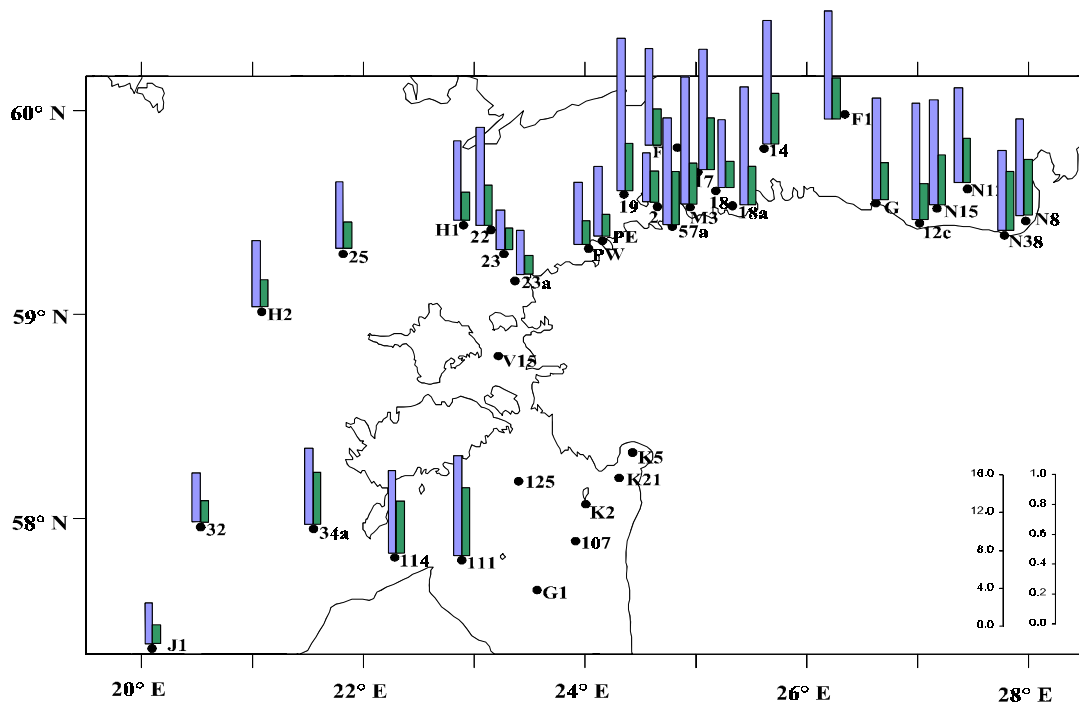 60° N
F1
14
F
17
19
2
M3
18
18a
57a
G
N15
12c
N8
N38
H1
22
PE
PW
23
23a
25
H2
59° N
V15
K5
K21
125
K2
107
G1
58° N
32
34a
114
111
J1
16.0
12.0
8.0
4.0
0.0
1.0
0.8
0.6
0.4
0.2
0.0
20° E
22° E
24° E
26° E
28° E